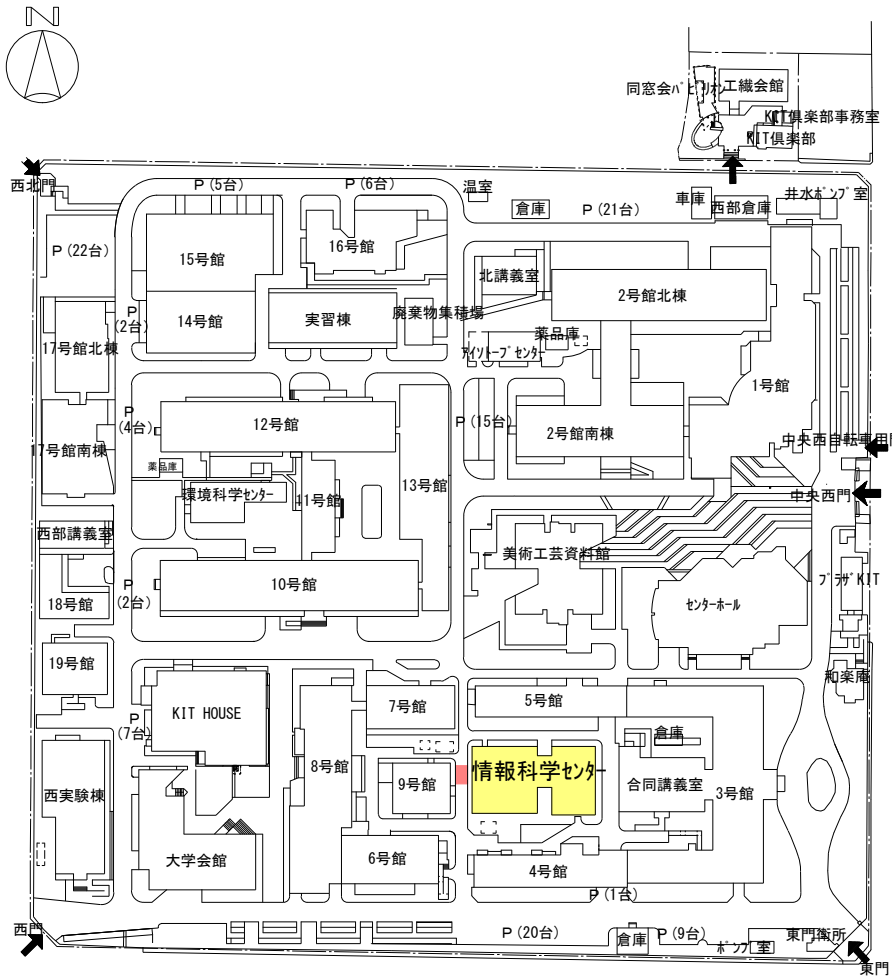 N
同窓会パビリオン
工繊会館
KIT倶楽部事務室
KIT倶楽部
西北門
P (5台)
P (6台)
温室
倉庫
P (21台)
車庫
西部倉庫
井水ポンプ室
P (22台)
15号館
16号館
北講義室
2号館北棟
P
(2台)
14号館
実習棟
廃棄物集積場
薬品庫
アイソトープセンター
17号館北棟
1号館
P
(4台)
12号館
P (15台)
2号館南棟
中央西自転車用門
17号館南棟
薬品庫
環境科学センター
11号館
13号館
中央西門
西部講義室
美術工芸資料館
10号館
P
(2台)
18号館
センターホール
プラザKIT
19号館
和楽庵
KIT HOUSE
7号館
5号館
P
(7台)
倉庫
8号館
9号館
情報科学センター
合同講義室
3号館
西実験棟
大学会館
6号館
4号館
P (1台)
西門
P (20台)
倉庫
P (9台)
ポンプ室
東門衛所
東門